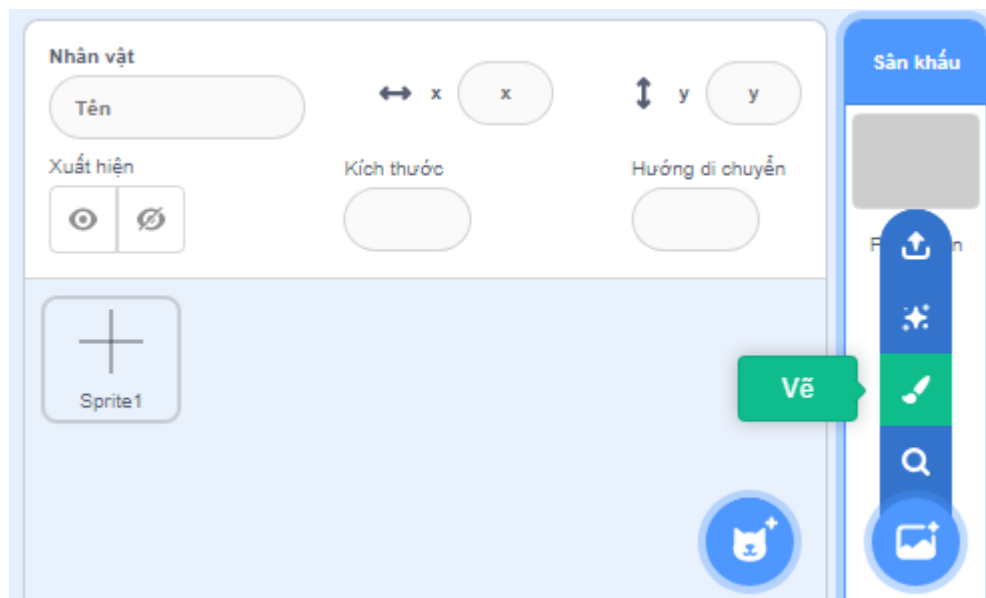 Nhân vật
Tên
x
x
y
y
Sân khấu
Xuất hiện
Kích thước
Hướng di chuyển
Sprite1
Vẽ